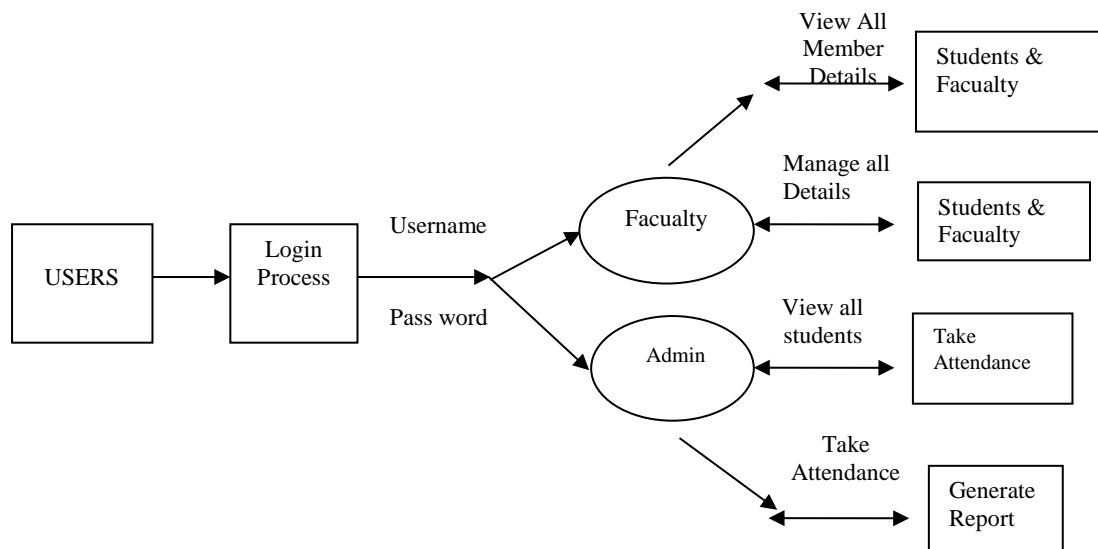 View All
Member
Details
Students &
Facualty
Manage all
Details
Students &
Facualty
Facualty
Username
USERS
Login
Process
Pass word
View all
students
Admin
Take
Attendance
Take
Attendance
Generate
Report